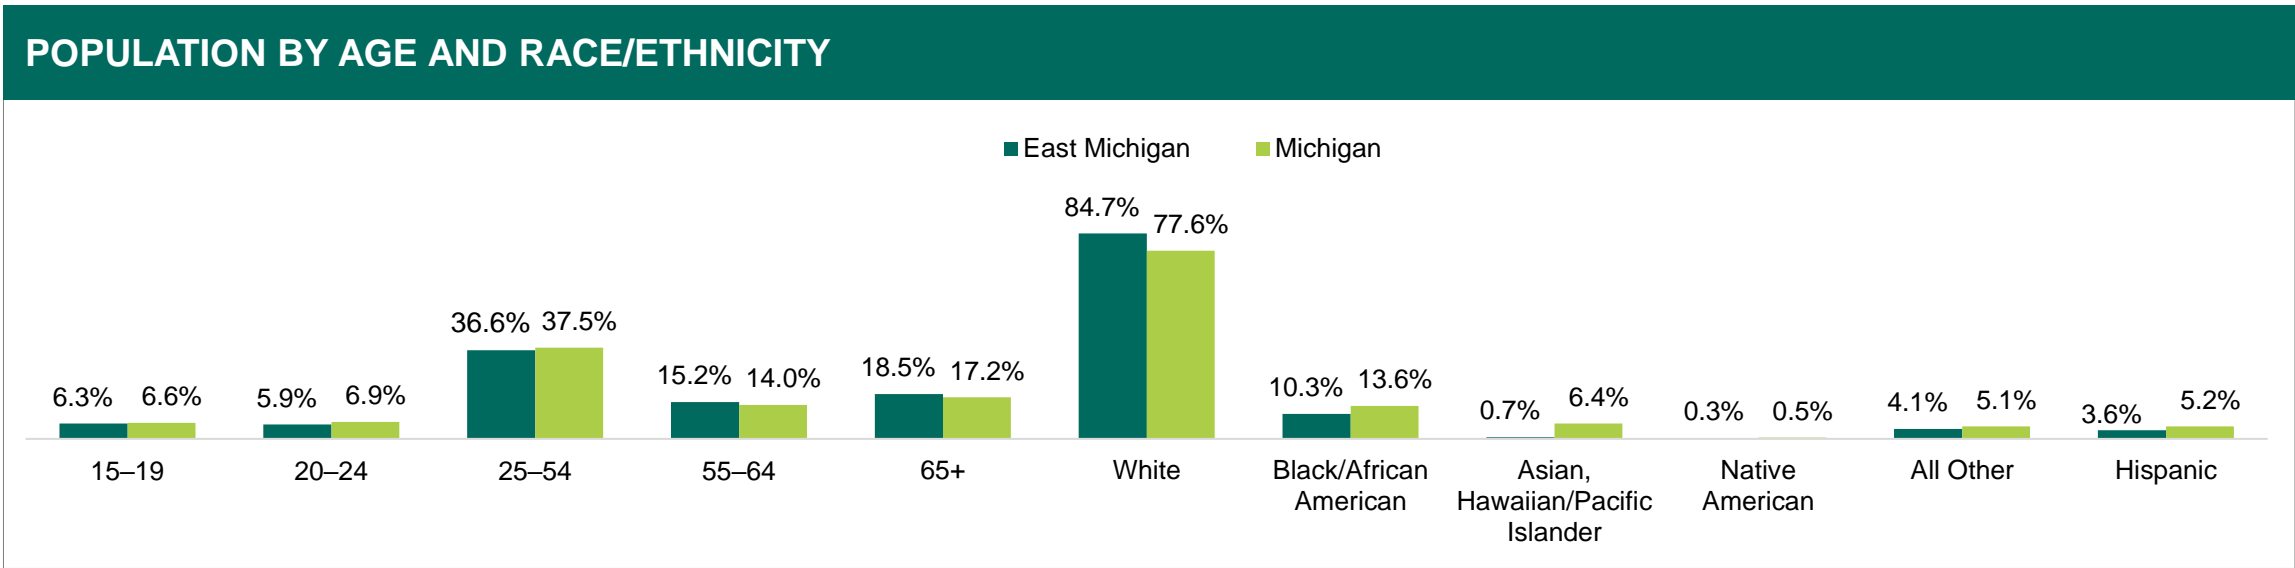 POPULATION BY AGE AND RACE/ETHNICITY
East Michigan Michigan
84.7% 77.6%
36.6% 37.5%
6.3% 6.6% 5.9% 6.9% 15.2% 14.0% 18.5% 17.2% 10.3% 13.6% 0.7% 6.4% 0.3% 0.5% 4.1% 5.1% 3.6% 5.2%
15–19 20–24 25–54 55–64 65+ White Black/African Asian, Native All Other Hispanic
American Hawaiian/Pacific American
Islander